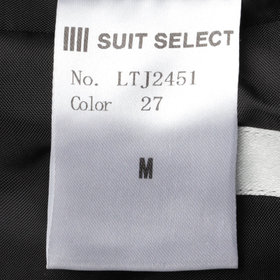 SUIT SELECT
No. LTJ2451
Color 27
M